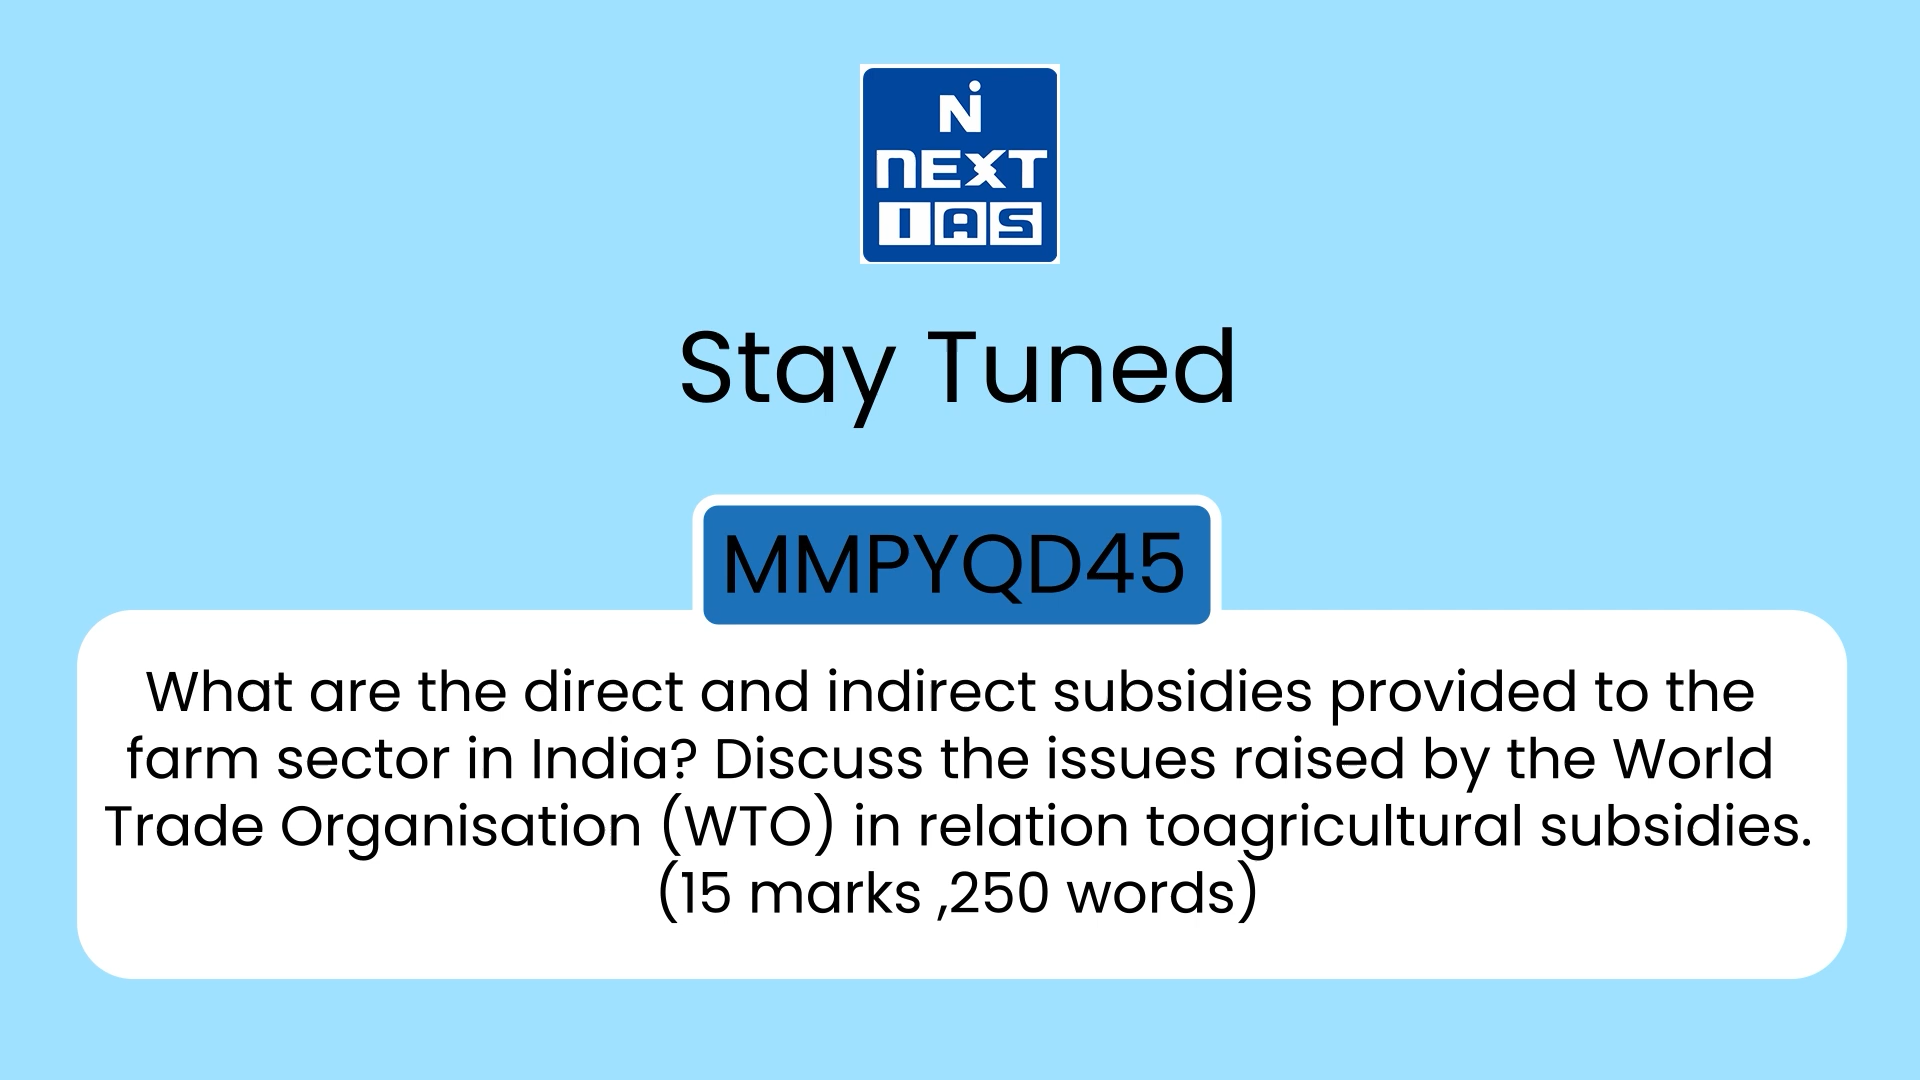 Ni
NEXT
IAS
Stay Tuned
MMPYQD45
What are the direct and indirect subsidies provided to the
farm sector in India? Discuss the issues raised by the World
Trade Organisation (WTO) in relation toagricultural subsidies.
(15 marks ,250 words)